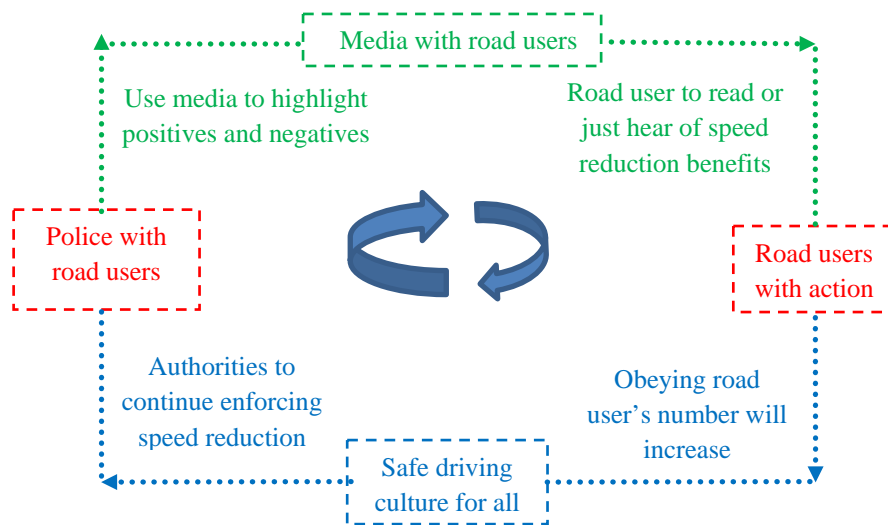 Media with road users
Use media to highlight
positives and negatives
Road user to read or
just hear of speed
reduction benefits
Police with
road users
Road users
with action
Authorities to
continue enforcing
speed reduction
Obeying road
user’s number will
increase
Safe driving
culture for all